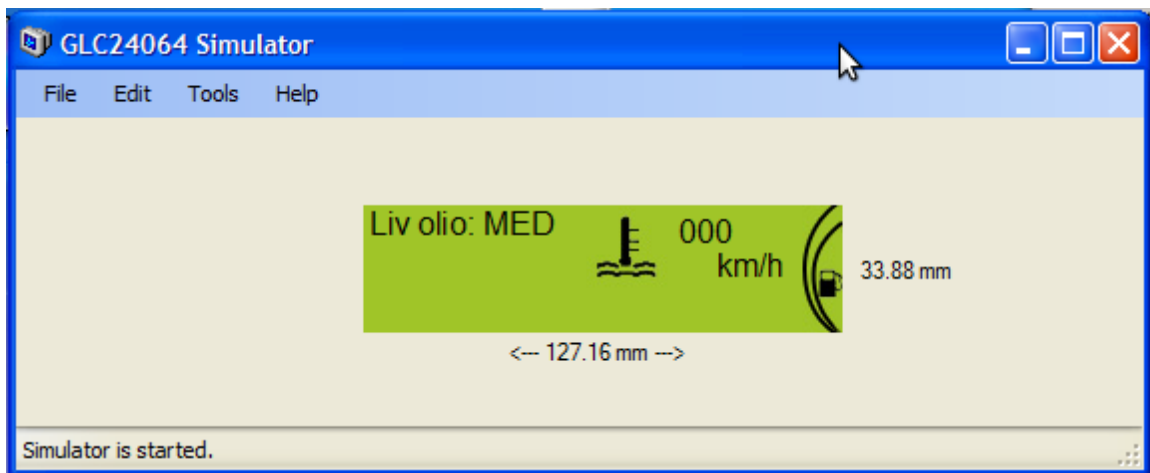 GLC24064 Simulator
File Edit Tools Help
Liv olio: MED
000
km/h
33.88 mm
<--- 127.16 mm --->
Simulator is started.